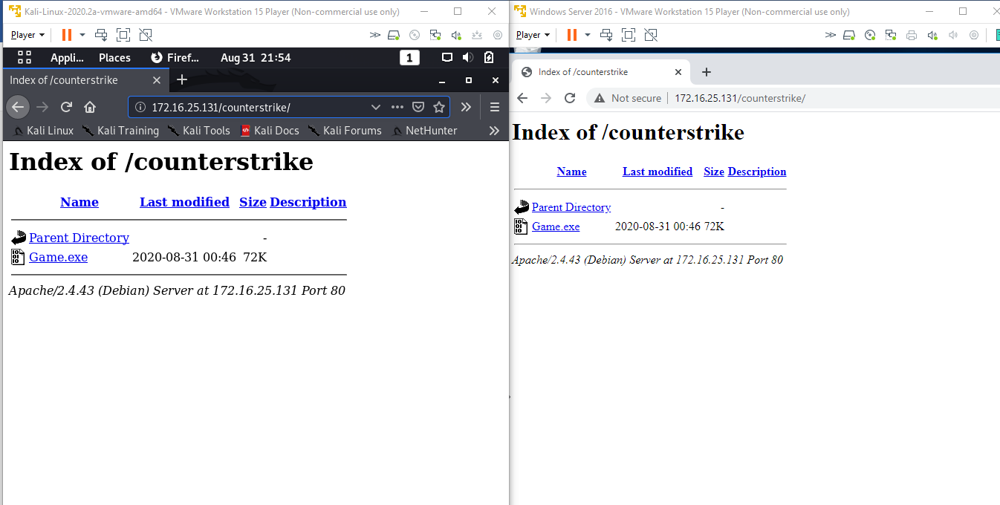 Kali-Linux-2020.2a-vmware-amd64 - VMware Workstation 15 Player (Non-commercial use only)
Player
Appli... Places Firef... Aug 31 21:54 1
Index of /counterstrike
172.16.25.131/counterstrike/
Kali Linux Kali Training Kali Tools Kali Docs Kali Forums NetHunter
Index of /counterstrike
Name Last modified Size Description
Parent Directory -
Game.exe 2020-08-31 00:46 72K
Apache/2.4.43 (Debian) Server at 172.16.25.131 Port 80
Windows Server 2016 - VMware Workstation 15 Player (Non-commercial use only)
Player
Index of /counterstrike
Not secure 172.16.25.131/counterstrike/
Index of /counterstrike
Name Last modified Size Description
Parent Directory -
Game.exe 2020-08-31 00:46 72K
Apache/2.4.43 (Debian) Server at 172.16.25.131 Port 80